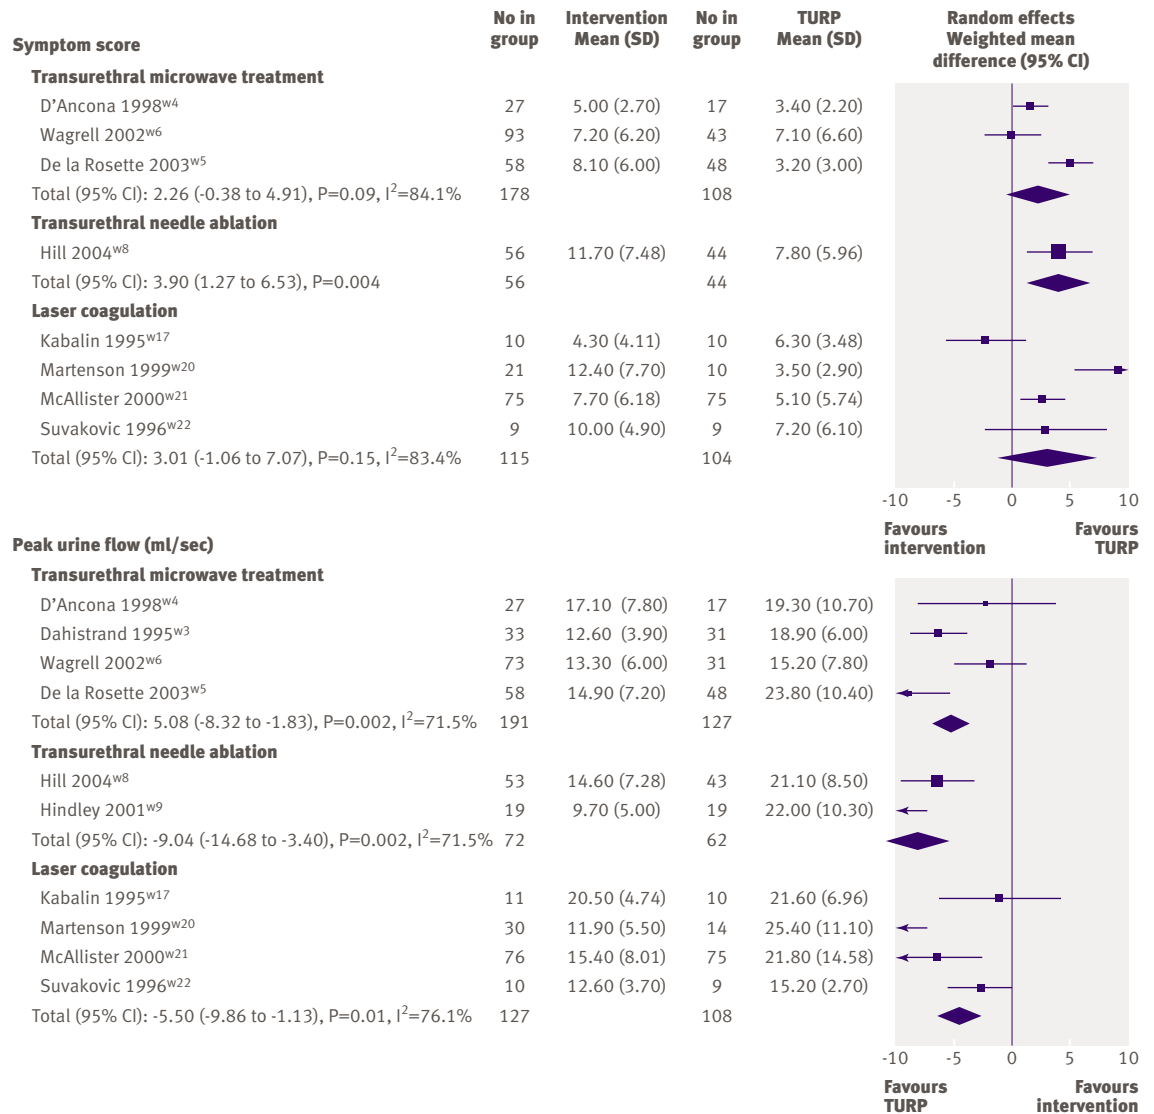 No in group Intervention Mean (SD) No in group TURP Mean (SD) Random effects Weighted mean difference (95% CI)
Symptom score
Transurethral microwave treatment
D'Ancona 1998w4 27 5.00 (2.70) 17 3.40 (2.20)
Wagrell 2002w6 93 7.20 (6.20) 43 7.10 (6.60)
De la Rosette 2003w5 58 8.10 (6.00) 48 3.20 (3.00)
Total (95% CI): 2.26 (-0.38 to 4.91), P=0.09, I²=84.1% 178 108
Transurethral needle ablation
Hill 2004w8 56 11.70 (7.48) 44 7.80 (5.96)
Total (95% CI): 3.90 (1.27 to 6.53), P=0.004 56 44
Laser coagulation
Kabalin 1995w17 10 4.30 (4.11) 10 6.30 (3.48)
Martenson 1999w20 21 12.40 (7.70) 10 3.50 (2.90)
McAllister 2000w21 75 7.70 (6.18) 75 5.10 (5.74)
Suvakovic 1996w22 9 10.00 (4.90) 9 7.20 (6.10)
Total (95% CI): 3.01 (-1.06 to 7.07), P=0.15, I²=83.4% 115 104
-10 -5 0 5 10
Favours intervention Favours TURP
Peak urine flow (ml/sec)
Transurethral microwave treatment
D'Ancona 1998w4 27 17.10 (7.80) 17 19.30 (10.70)
Dahistrand 1995w3 33 12.60 (3.90) 31 18.90 (6.00)
Wagrell 2002w6 73 13.30 (6.00) 31 15.20 (7.80)
De la Rosette 2003w5 58 14.90 (7.20) 48 23.80 (10.40)
Total (95% CI): 5.08 (-8.32 to -1.83), P=0.002, I²=71.5% 191 127
Transurethral needle ablation
Hill 2004w8 53 14.60 (7.28) 43 21.10 (8.50)
Hindley 2001w9 19 9.70 (5.00) 19 22.00 (10.30)
Total (95% CI): -9.04 (-14.68 to -3.40), P=0.002, I²=71.5% 72 62
Laser coagulation
Kabalin 1995w17 11 20.50 (4.74) 10 21.60 (6.96)
Martenson 1999w20 30 11.90 (5.50) 14 25.40 (11.10)
McAllister 2000w21 76 15.40 (8.01) 75 21.80 (14.58)
Suvakovic 1996w22 10 12.60 (3.70) 9 15.20 (2.70)
Total (95% CI): -5.50 (-9.86 to -1.13), P=0.01, I²=76.1% 127 108
-10 -5 0 5 10
Favours TURP Favours intervention